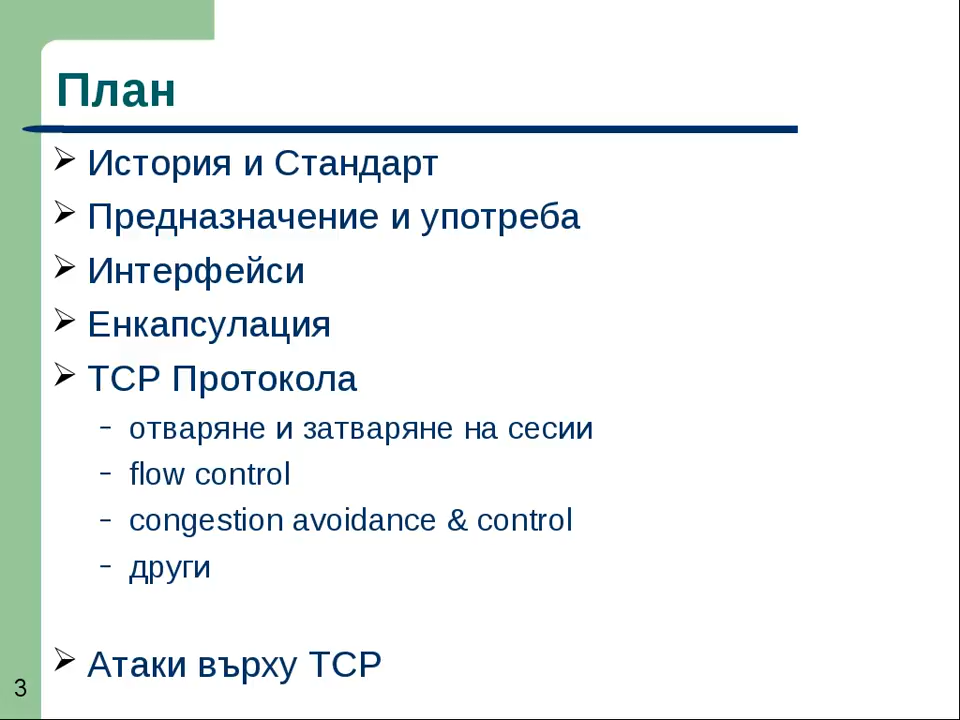 План
История и Стандарт
Предназначение и употреба
Интерфейси
Енкапсулация
TCP Протокола
отваряне и затваряне на сесии
flow control
congestion avoidance & control
други
Атаки върху TCP
3